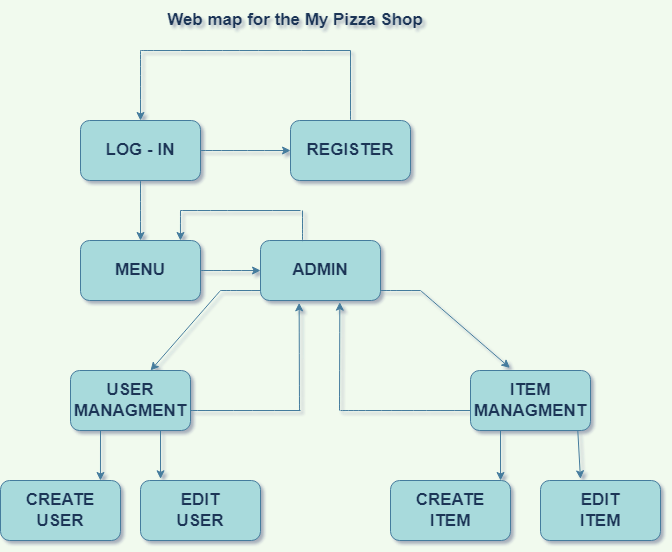 Web map for the My Pizza Shop
LOG - IN
REGISTER
MENU
ADMIN
USER
MANAGMENT
ITEM
MANAGMENT
CREATE
USER
EDIT
USER
CREATE
ITEM
EDIT
ITEM